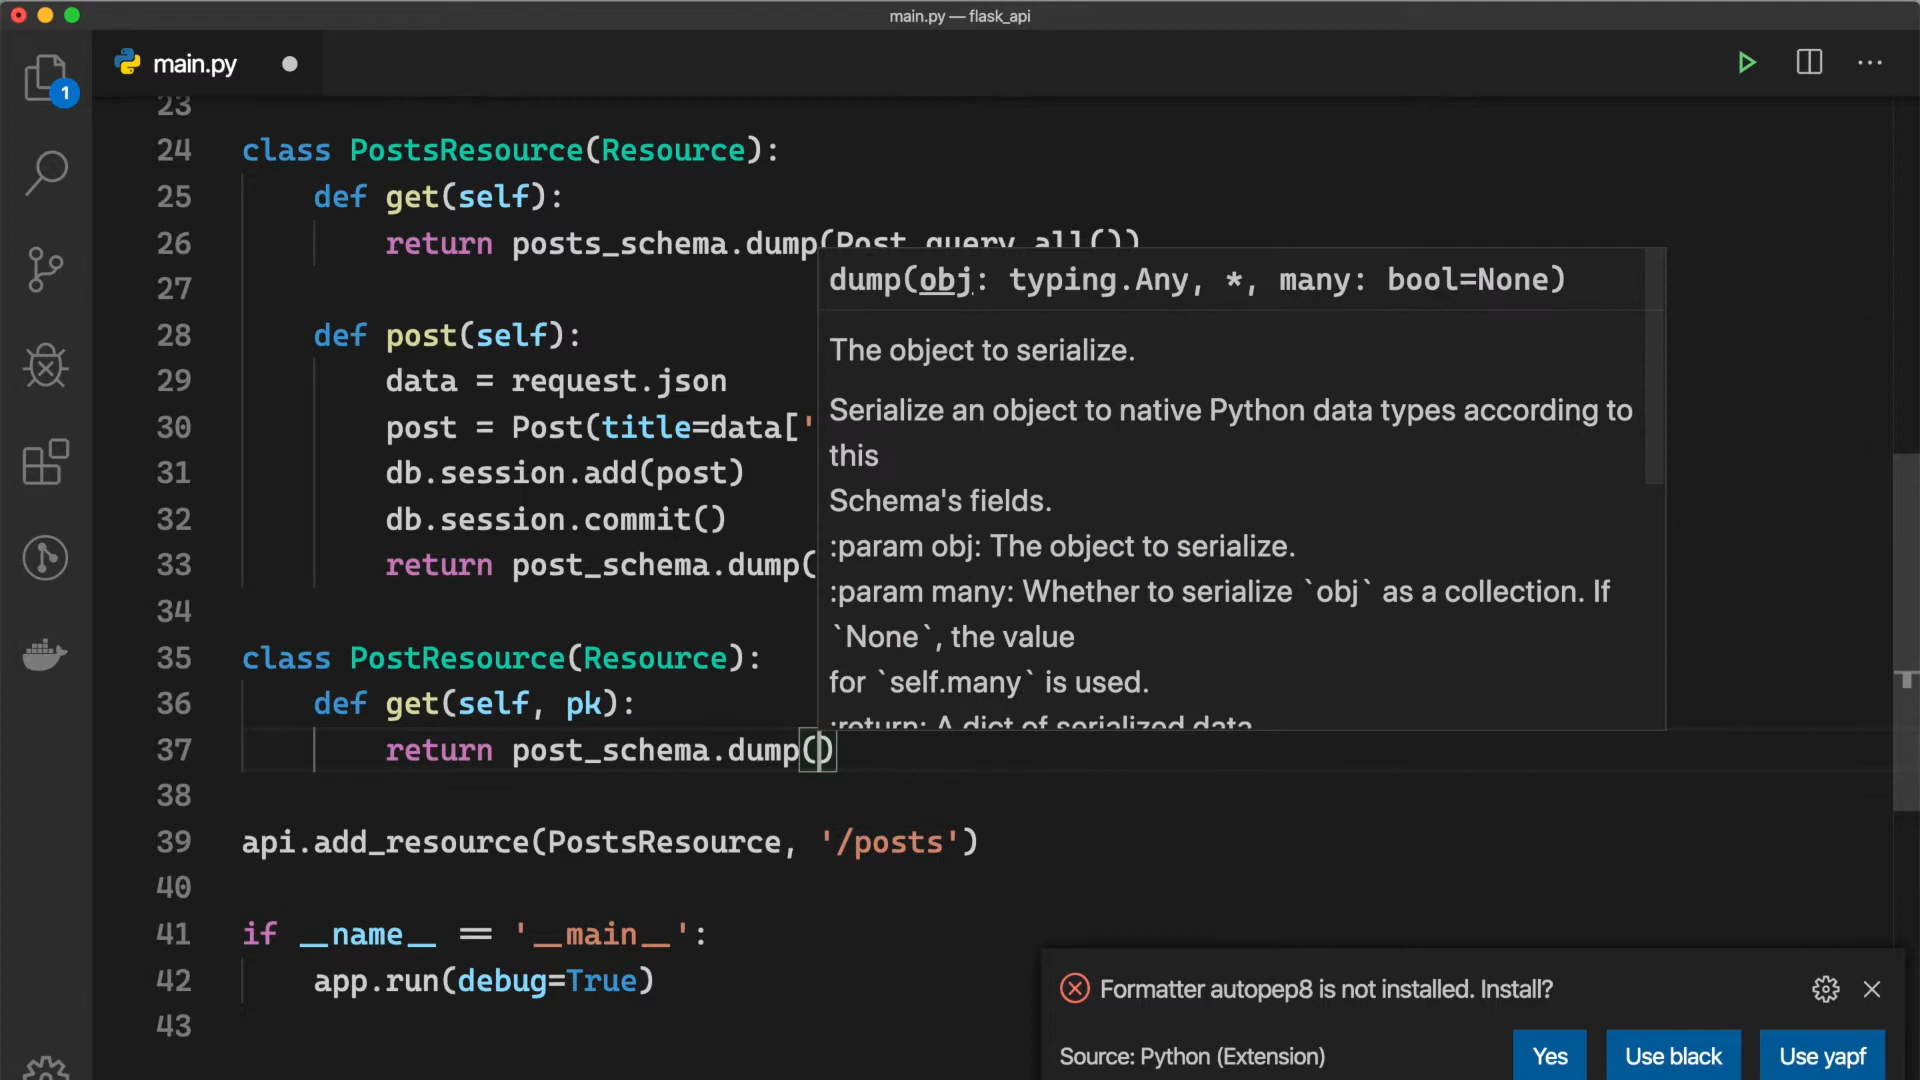 main.py — flask_api
1
main.py
23
24 class PostsResource(Resource):
25 def get(self):
26 return posts_schema.dump(Post.query.all())
27
28 def post(self):
29 data = request.json
30 post = Post(title=data['
31 db.session.add(post)
32 db.session.commit()
33 return post_schema.dump(
34
35 class PostResource(Resource):
36 def get(self, pk):
37 return post_schema.dump()
38
39 api.add_resource(PostsResource, '/posts')
40
41 if __name__ == '__main__':
42 app.run(debug=True)
43
dump(obj: typing.Any, *, many: bool=None)
The object to serialize.
Serialize an object to native Python data types according to
this
Schema's fields.
:param obj: The object to serialize.
:param many: Whether to serialize `obj` as a collection. If
`None`, the value
for `self.many` is used.
:return: A dict of serialized data
Formatter autopep8 is not installed. Install?
Source: Python (Extension)
Yes
Use black
Use yapf